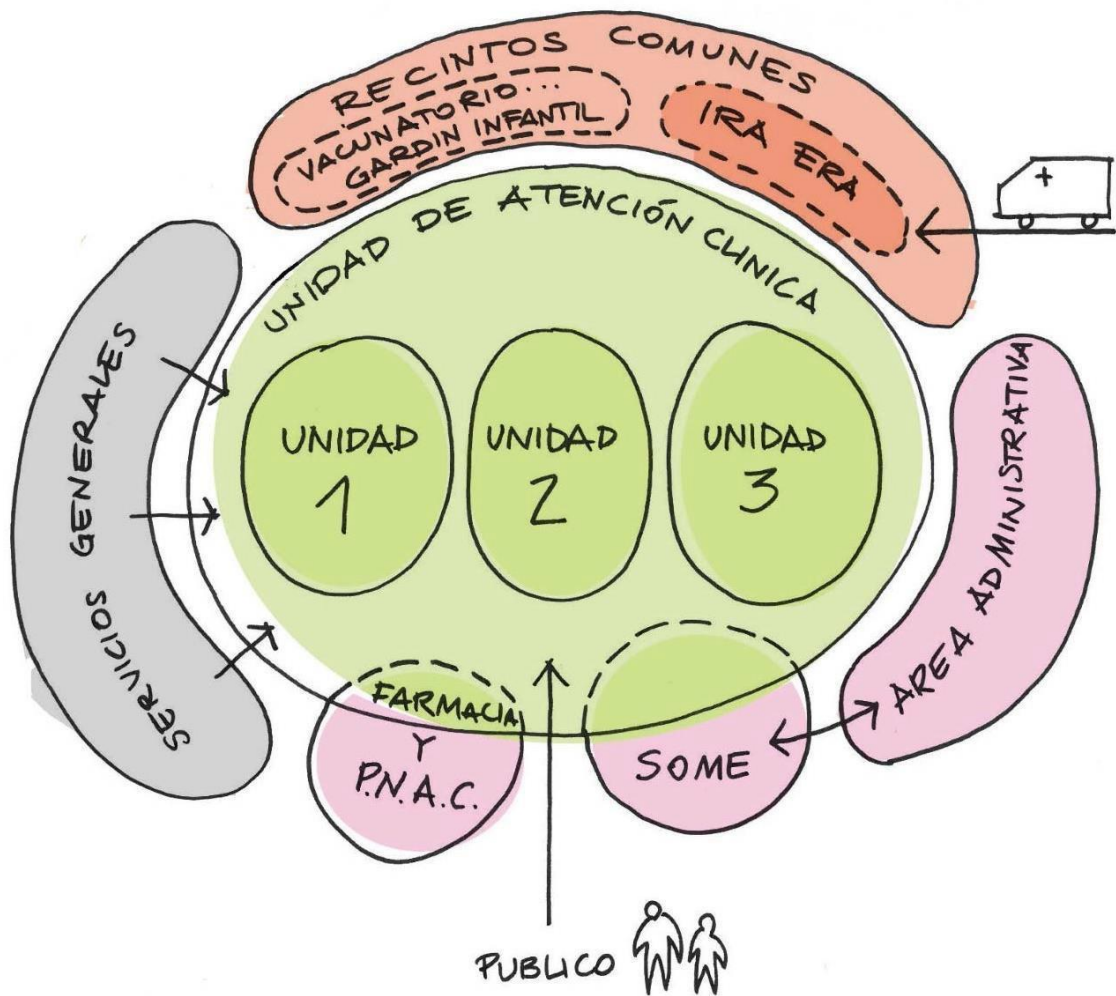 RECINTOS COMUNES
VACUNATORIO...
GARDIN INFANTIL
IRA ERA
UNIDAD DE ATENCIÓN CLINICA
SERVICIOS GENERALES
UNIDAD
1
UNIDAD
2
UNIDAD
3
AREA ADMINISTRATIVA
FARMACIA
Y
P.N.A.C.
SOME
PUBLICO